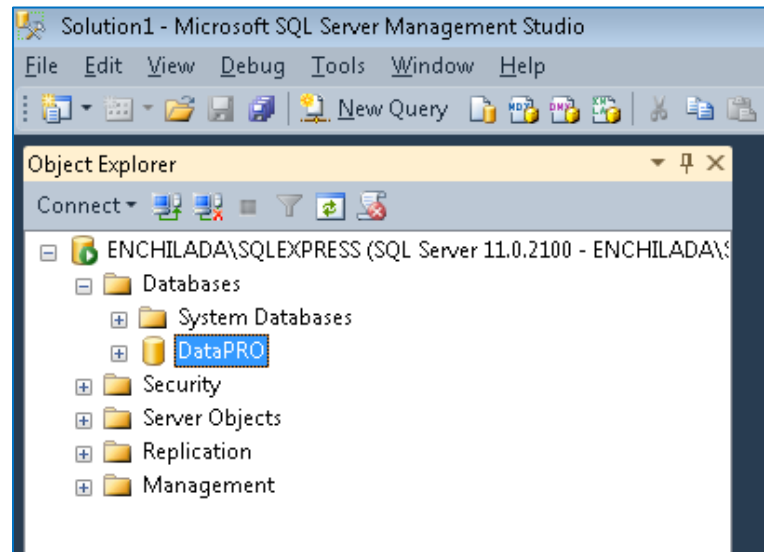 Solution1 - Microsoft SQL Server Management Studio
File Edit View Debug Tools Window Help
New Query
Object Explorer
Connect
ENCHILADA\SQLEXPRESS (SQL Server 11.0.2100 - ENCHILADA\S
Databases
System Databases
DataPRO
Security
Server Objects
Replication
Management